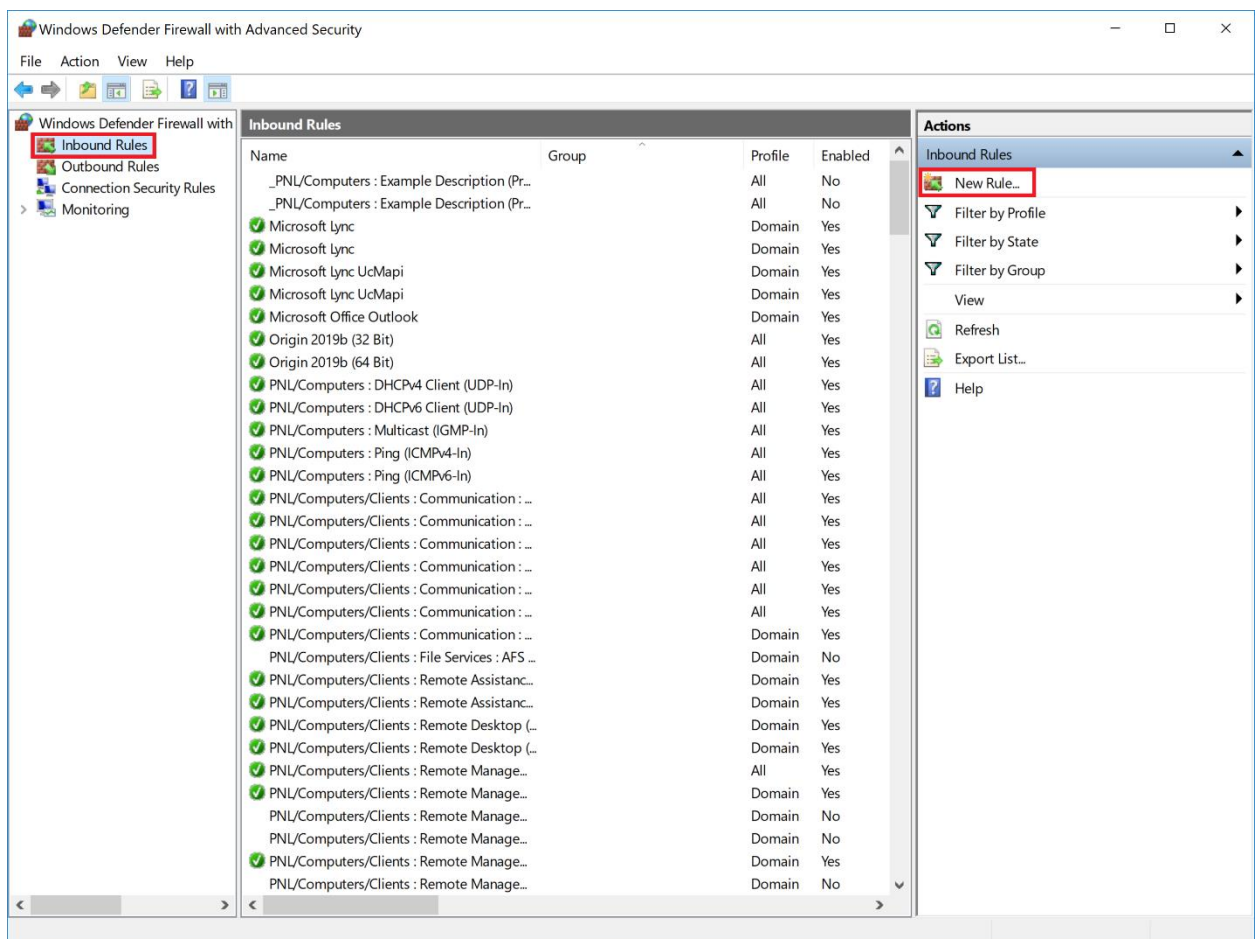 Windows Defender Firewall with Advanced Security
File Action View Help
Windows Defender Firewall with
Inbound Rules
Outbound Rules
Connection Security Rules
Monitoring
Inbound Rules
Name Group Profile Enabled
_PNL/Computers : Example Description (Pr... All No
_PNL/Computers : Example Description (Pr... All No
Microsoft Lync Domain Yes
Microsoft Lync Domain Yes
Microsoft Lync UcMapi Domain Yes
Microsoft Lync UcMapi Domain Yes
Microsoft Office Outlook Domain Yes
Origin 2019b (32 Bit) All Yes
Origin 2019b (64 Bit) All Yes
PNL/Computers : DHCPv4 Client (UDP-In) All Yes
PNL/Computers : DHCPv6 Client (UDP-In) All Yes
PNL/Computers : Multicast (IGMP-In) All Yes
PNL/Computers : Ping (ICMPv4-In) All Yes
PNL/Computers : Ping (ICMPv6-In) All Yes
PNL/Computers/Clients : Communication : ... All Yes
PNL/Computers/Clients : Communication : ... All Yes
PNL/Computers/Clients : Communication : ... All Yes
PNL/Computers/Clients : Communication : ... All Yes
PNL/Computers/Clients : Communication : ... All Yes
PNL/Computers/Clients : Communication : ... All Yes
PNL/Computers/Clients : Communication : ... Domain Yes
PNL/Computers/Clients : File Services : AFS ... Domain No
PNL/Computers/Clients : Remote Assistanc... Domain Yes
PNL/Computers/Clients : Remote Assistanc... Domain Yes
PNL/Computers/Clients : Remote Desktop (... Domain Yes
PNL/Computers/Clients : Remote Desktop (... Domain Yes
PNL/Computers/Clients : Remote Manage... All Yes
PNL/Computers/Clients : Remote Manage... Domain Yes
PNL/Computers/Clients : Remote Manage... Domain No
PNL/Computers/Clients : Remote Manage... Domain No
PNL/Computers/Clients : Remote Manage... Domain Yes
PNL/Computers/Clients : Remote Manage... Domain No
Actions
Inbound Rules
New Rule...
Filter by Profile
Filter by State
Filter by Group
View
Refresh
Export List...
Help